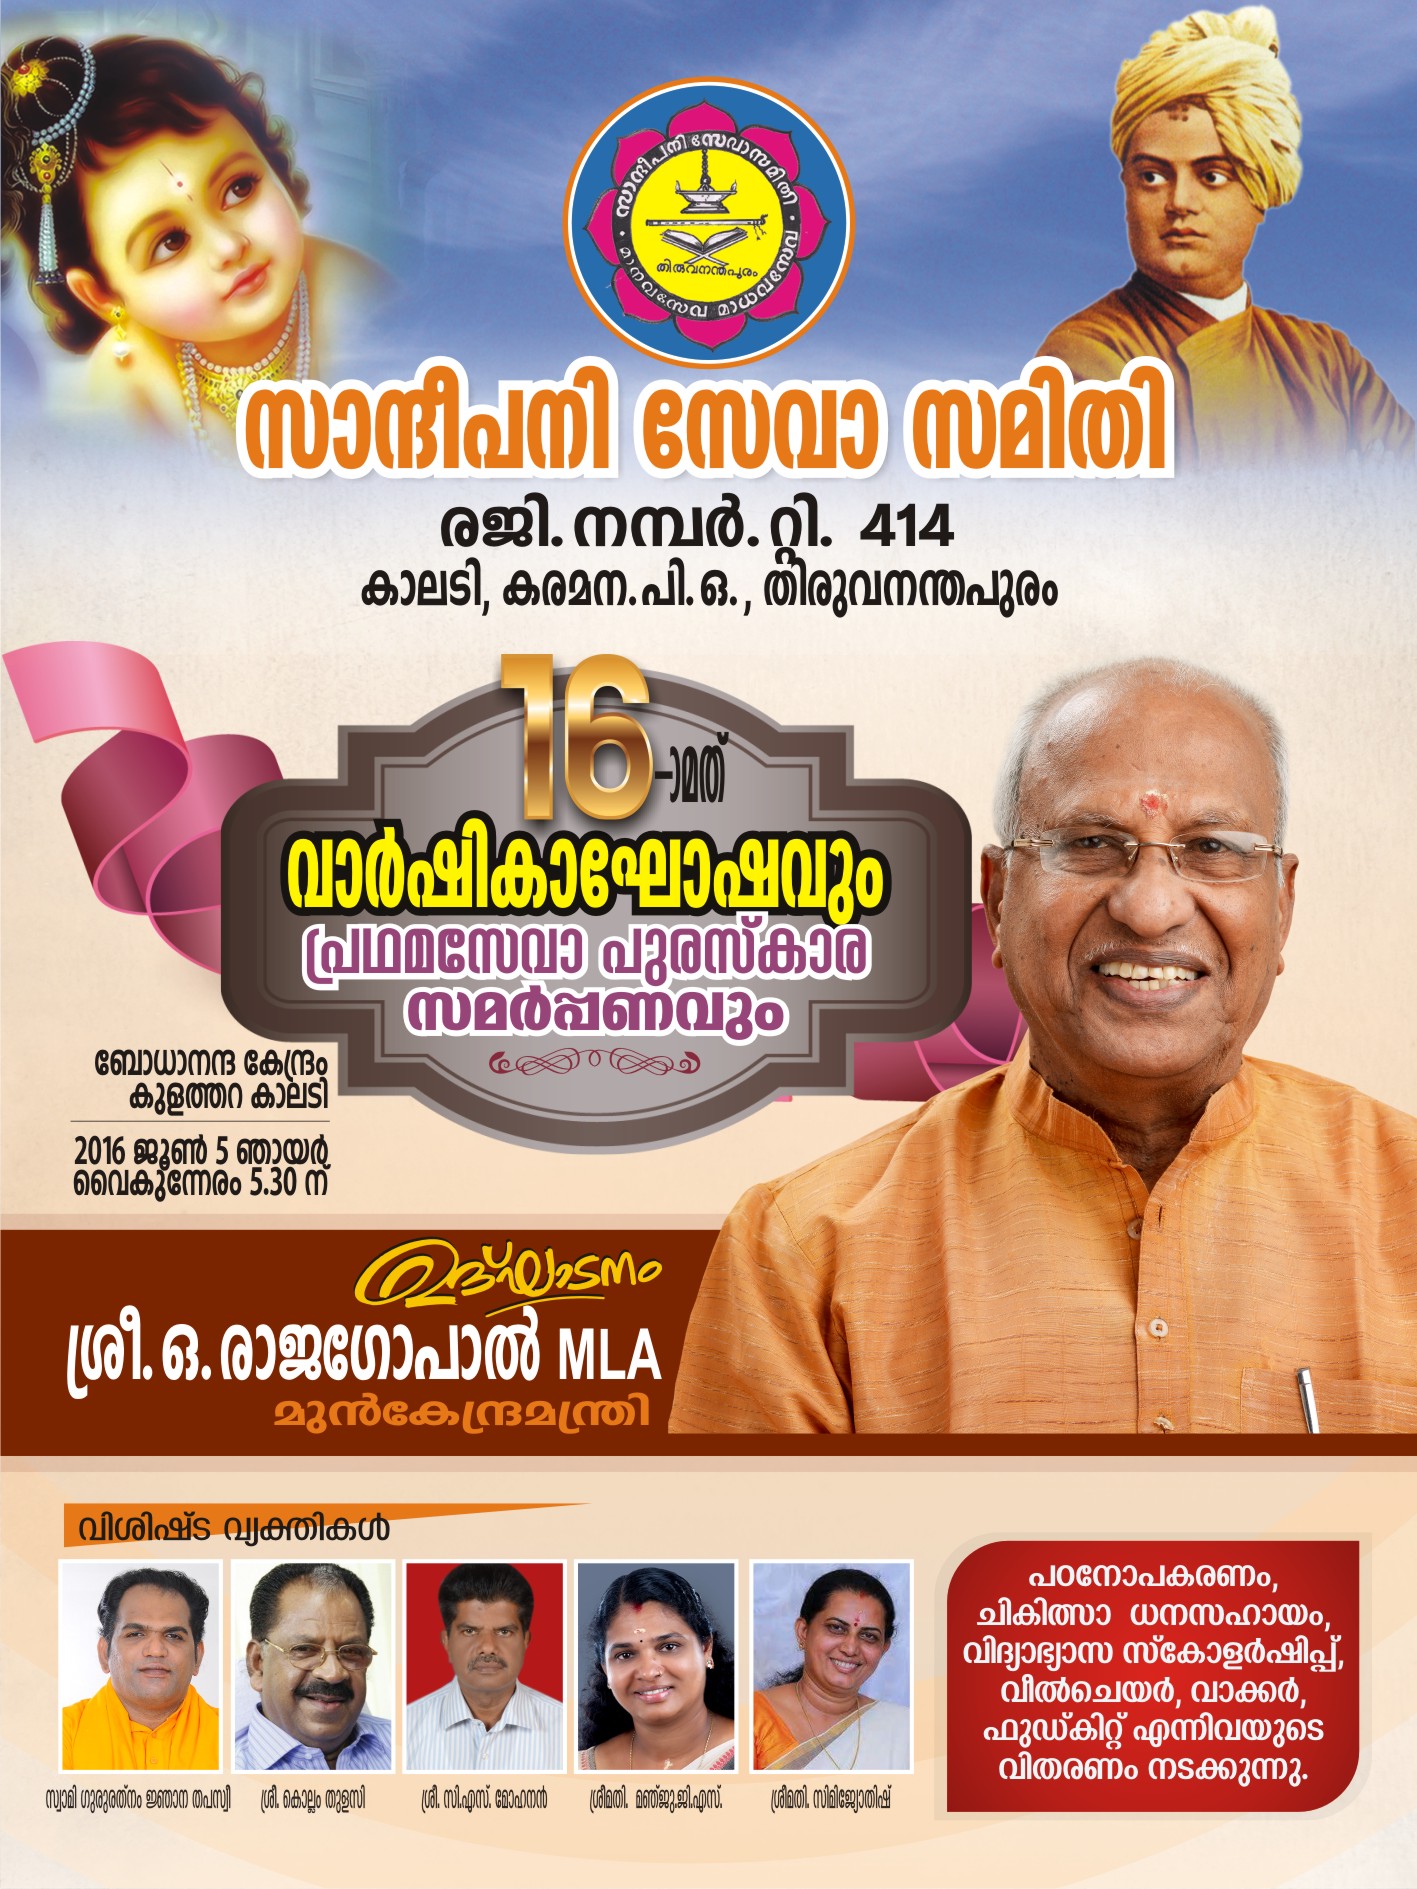 സാന്ദീപനി സേവാസമിതി
തിരുവനന്തപുരം
മാനവസേവ മാധവസേവ
സാന്ദീപനി സേവാ സമിതി
രജി. നമ്പർ. റ്റി. 414
കാലടി, കരമന.പി.ഒ., തിരുവനന്തപുരം
16-ാമത്
വാർഷികാഘോഷവും
പ്രഥമസേവാ പുരസ്കാര
സമർപ്പണവും
ബോധാനന്ദ കേന്ദ്രം
കുളത്തറ കാലടി
2016 ജൂൺ 5 ഞായർ
വൈകുന്നേരം 5.30 ന്
ഉദ്ഘാടനം
ശ്രീ. ഒ. രാജഗോപാൽ MLA
മുൻകേന്ദ്രമന്ത്രി
വിശിഷ്ട വ്യക്തികൾ
സ്വാമി ഗുരുരത്നം ജ്ഞാന തപസ്വീ
ശ്രീ. കൊല്ലം തുളസി
ശ്രീ. സി.എസ്. മോഹനൻ
ശ്രീമതി. മഞ്ജു.ജി.എസ്.
ശ്രീമതി. സിമിജ്യോതിഷ്
പഠനോപകരണം,
ചികിത്സാ ധനസഹായം,
വിദ്യാഭ്യാസ സ്കോളർഷിപ്പ്,
വീൽചെയർ, വാക്കർ,
ഫുഡ്കിറ്റ് എന്നിവയുടെ
വിതരണം നടക്കുന്നു.